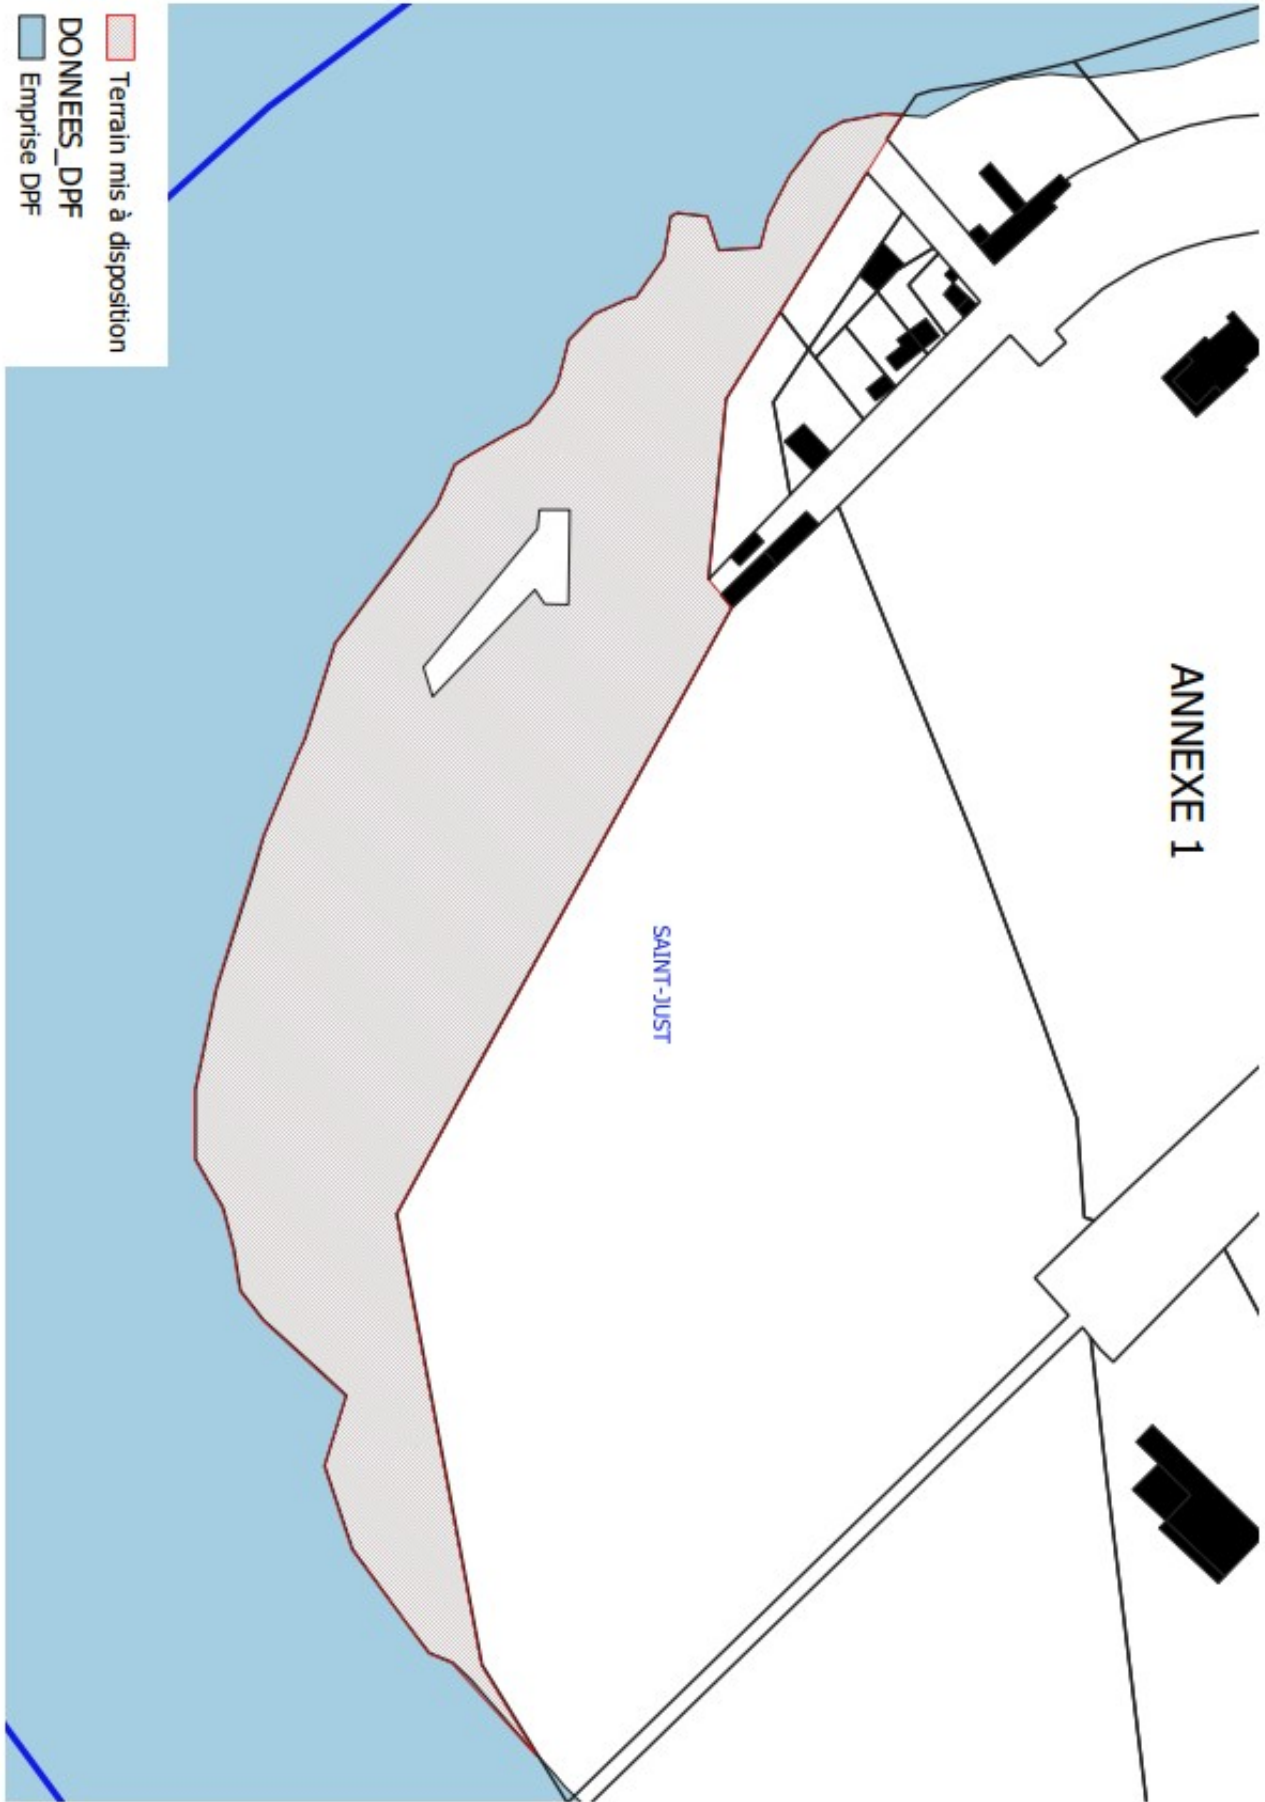 ANNEXE 1
SAINT-JUST
Terrain mis à disposition
DONNEES_DPF
Emprise DPF